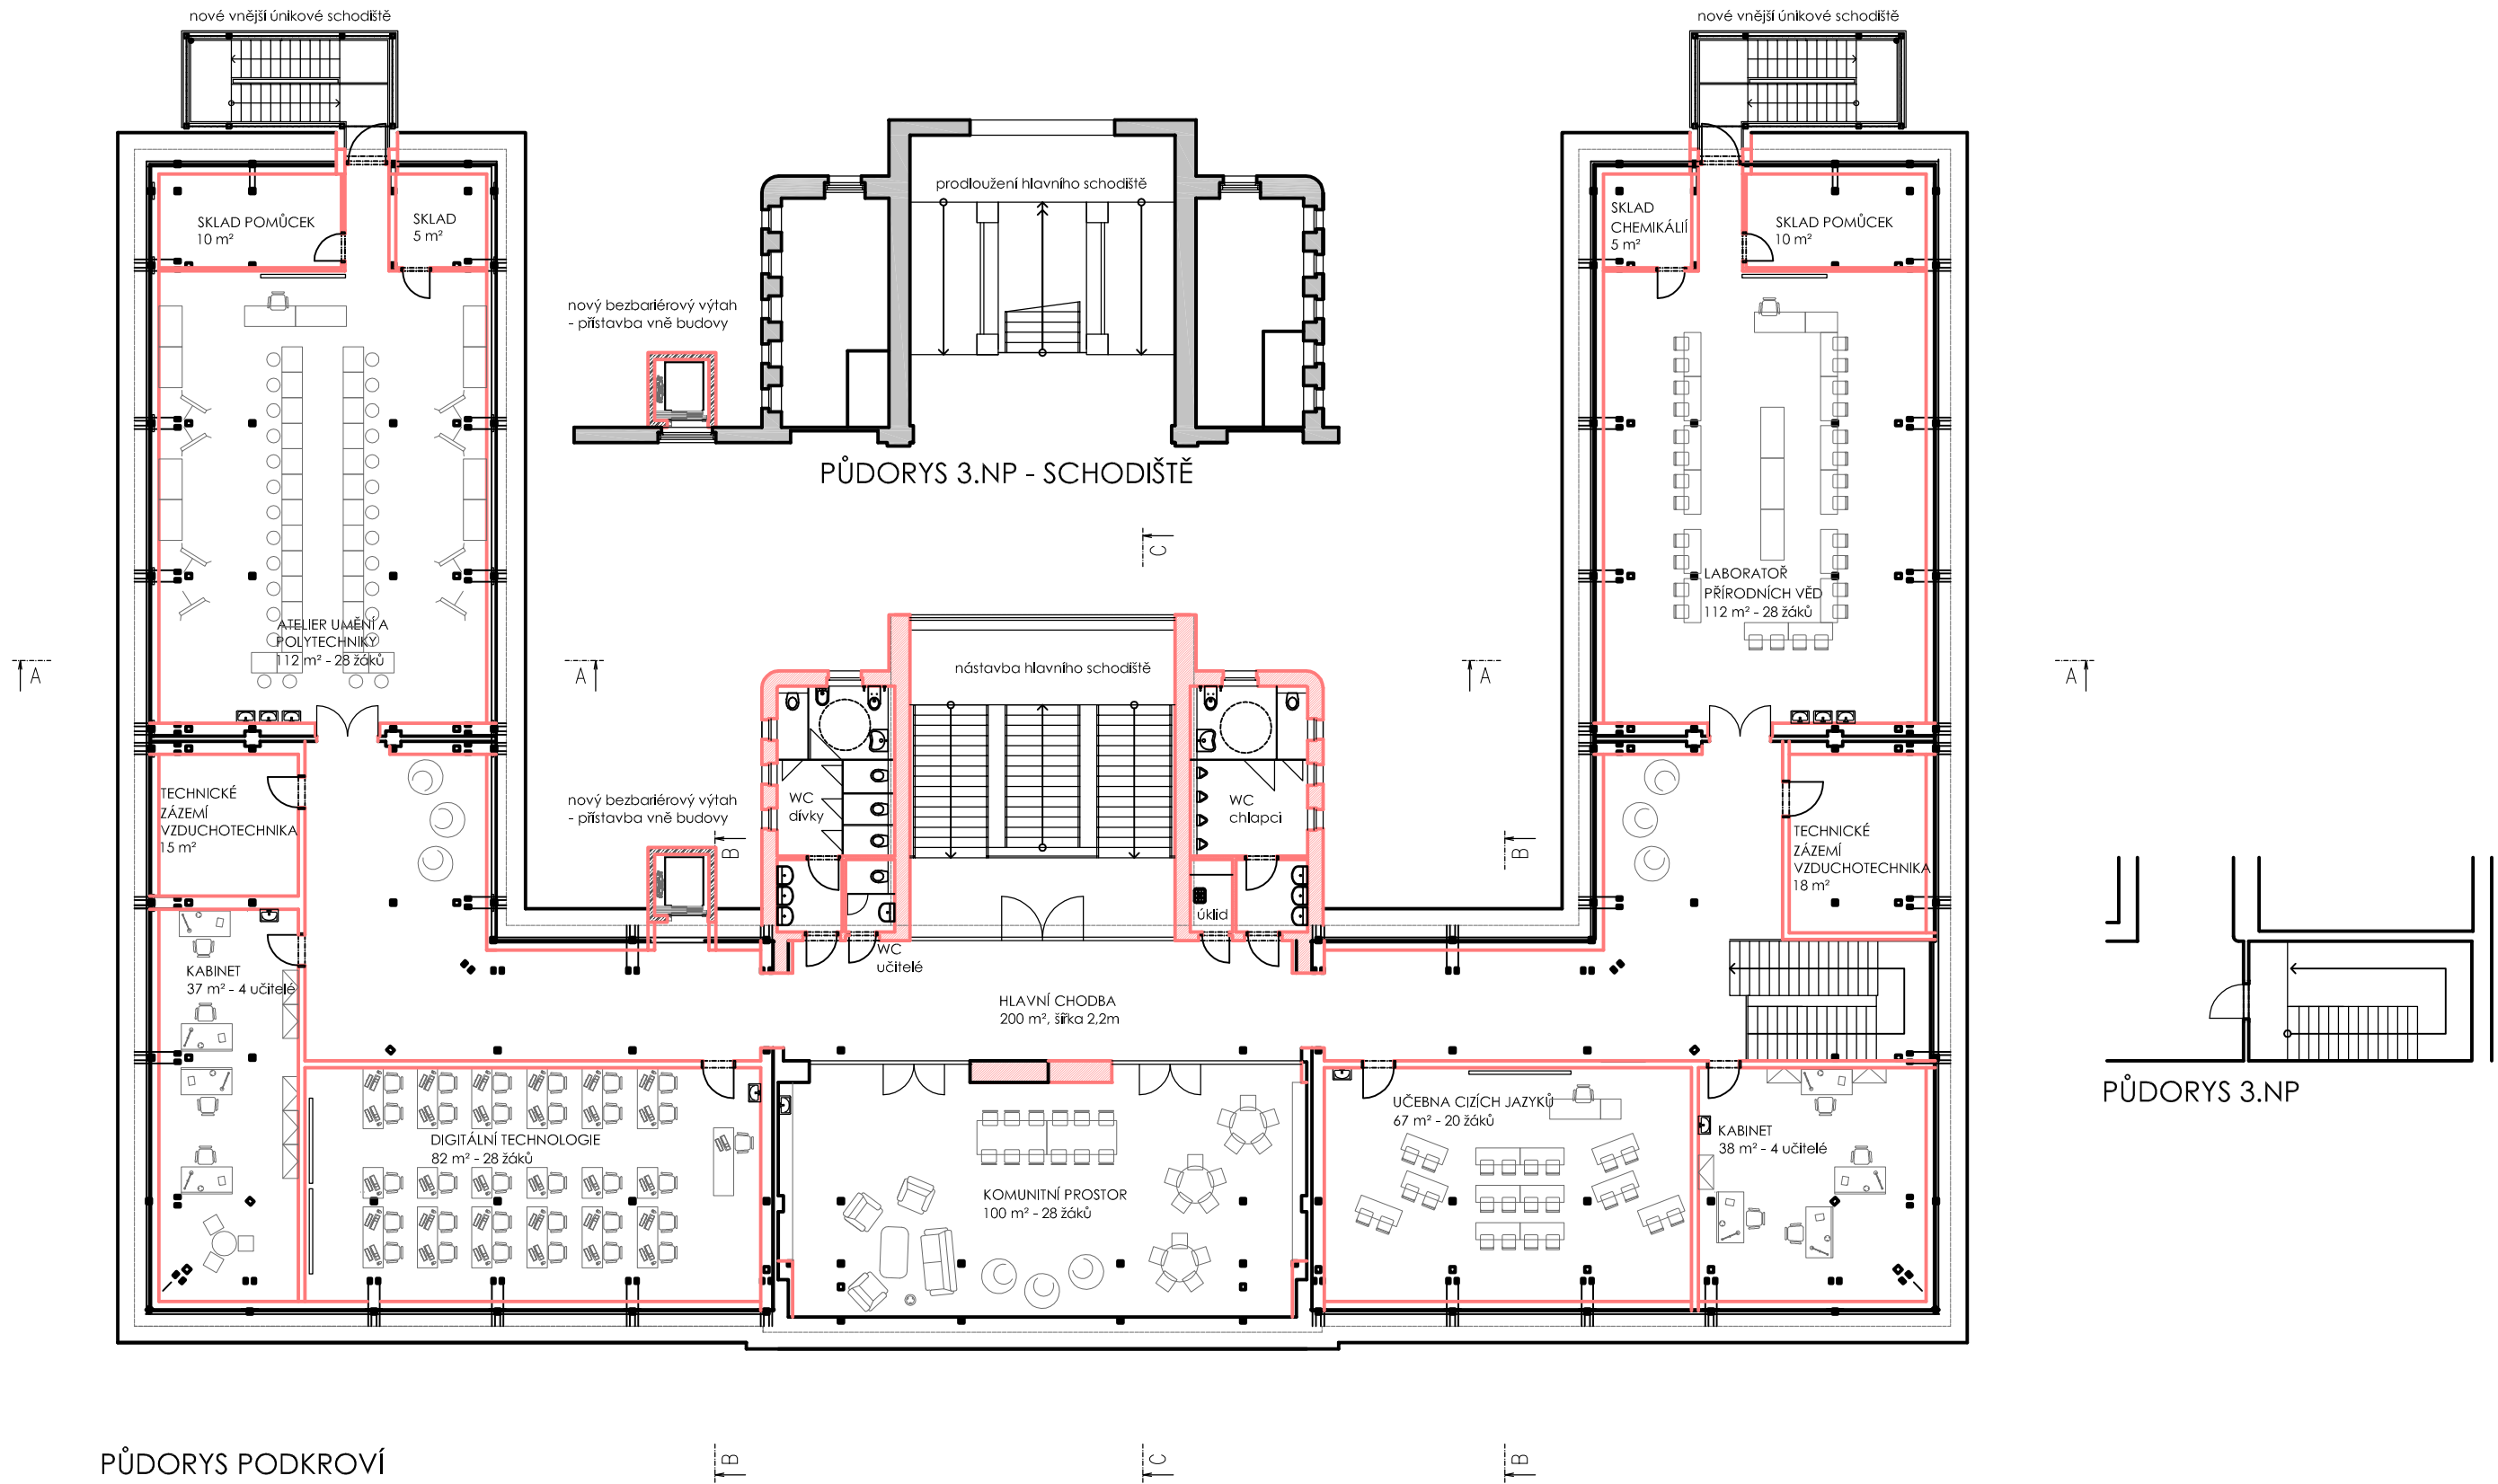 nové vnější únikové schodiště
nové vnější únikové schodiště
prodloužení hlavního schodiště
SKLAD POMŮCEK
10 m²
SKLAD
5 m²
SKLAD
CHEMIKÁLIÍ
5 m²
SKLAD POMŮCEK
10 m²
nový bezbariérový výtah
- přístavba vně budovy
PŮDORYS 3.NP - SCHODIŠTĚ
C
LABORATOŘ
PŘÍRODNÍCH VĚD
112 m² - 28 žáků
ATELIER UMĚNÍ A
POLYTECHNIKY
112 m² - 28 žáků
A
A
A
A
nástavba hlavního schodiště
TECHNICKÉ
ZÁZEMÍ
VZDUCHOTECHNIKA
15 m²
nový bezbariérový výtah
- přístavba vně budovy
B
WC
dívky
WC
chlapci
B
TECHNICKÉ
ZÁZEMÍ
VZDUCHOTECHNIKA
18 m²
úklid
WC
učitelé
KABINET
37 m² - 4 učitelé
HLAVNÍ CHODBA
200 m², šířka 2,2m
PŮDORYS 3.NP
DIGITÁLNÍ TECHNOLOGIE
82 m² - 28 žáků
UČEBNA CIZÍCH JAZYKŮ
67 m² - 20 žáků
KABINET
38 m² - 4 učitelé
KOMUNITNÍ PROSTOR
100 m² - 28 žáků
PŮDORYS PODKROVÍ
B
C
B